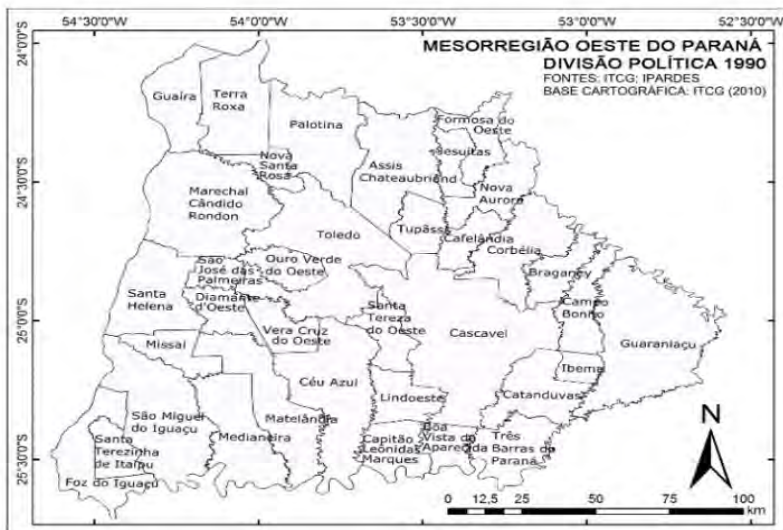 54°30'0"W 54°0'0"W 53°30'0"W 53°0'0"W 52°30'0"W
MESORREGIÃO OESTE DO PARANÁ
DIVISÃO POLÍTICA 1990
FONTES: ITCG; IPARDES
BASE CARTOGRÁFICA: ITCG (2010)
24°0'0"S
24°30'0"S
25°0'0"S
25°30'0"S
Guaíra
Terra
Roxa
Palotina
Formosa do
Oeste
Jesuítas
Nova
Santa
Rosa
Assis
Chateaubriand
Nova
Aurora
Marechal
Cândido
Rondon
Toledo
Tupãssi
Cafelândia
Corbélia
São
José das
Palmeiras
Ouro Verde
do Oeste
Braganey
Santa
Helena
Diamante
d'Oeste
Vera Cruz
do Oeste
Santa
Tereza
do Oeste
Cascavel
Campo
Bonho
Guaraniaçu
Missal
Céu Azul
Ibema
Lindoeste
Catanduvas
São Miguel
do Iguaçu
Matelândia
Medianeira
Capitão
Leônidas
Marques
Boa
Vista da
Aparecida
Três
Barras do
Paraná
Santa
Terezinha
de Itaipu
Foz do Iguaçu
N
0 12,5 25 50 75 100
km